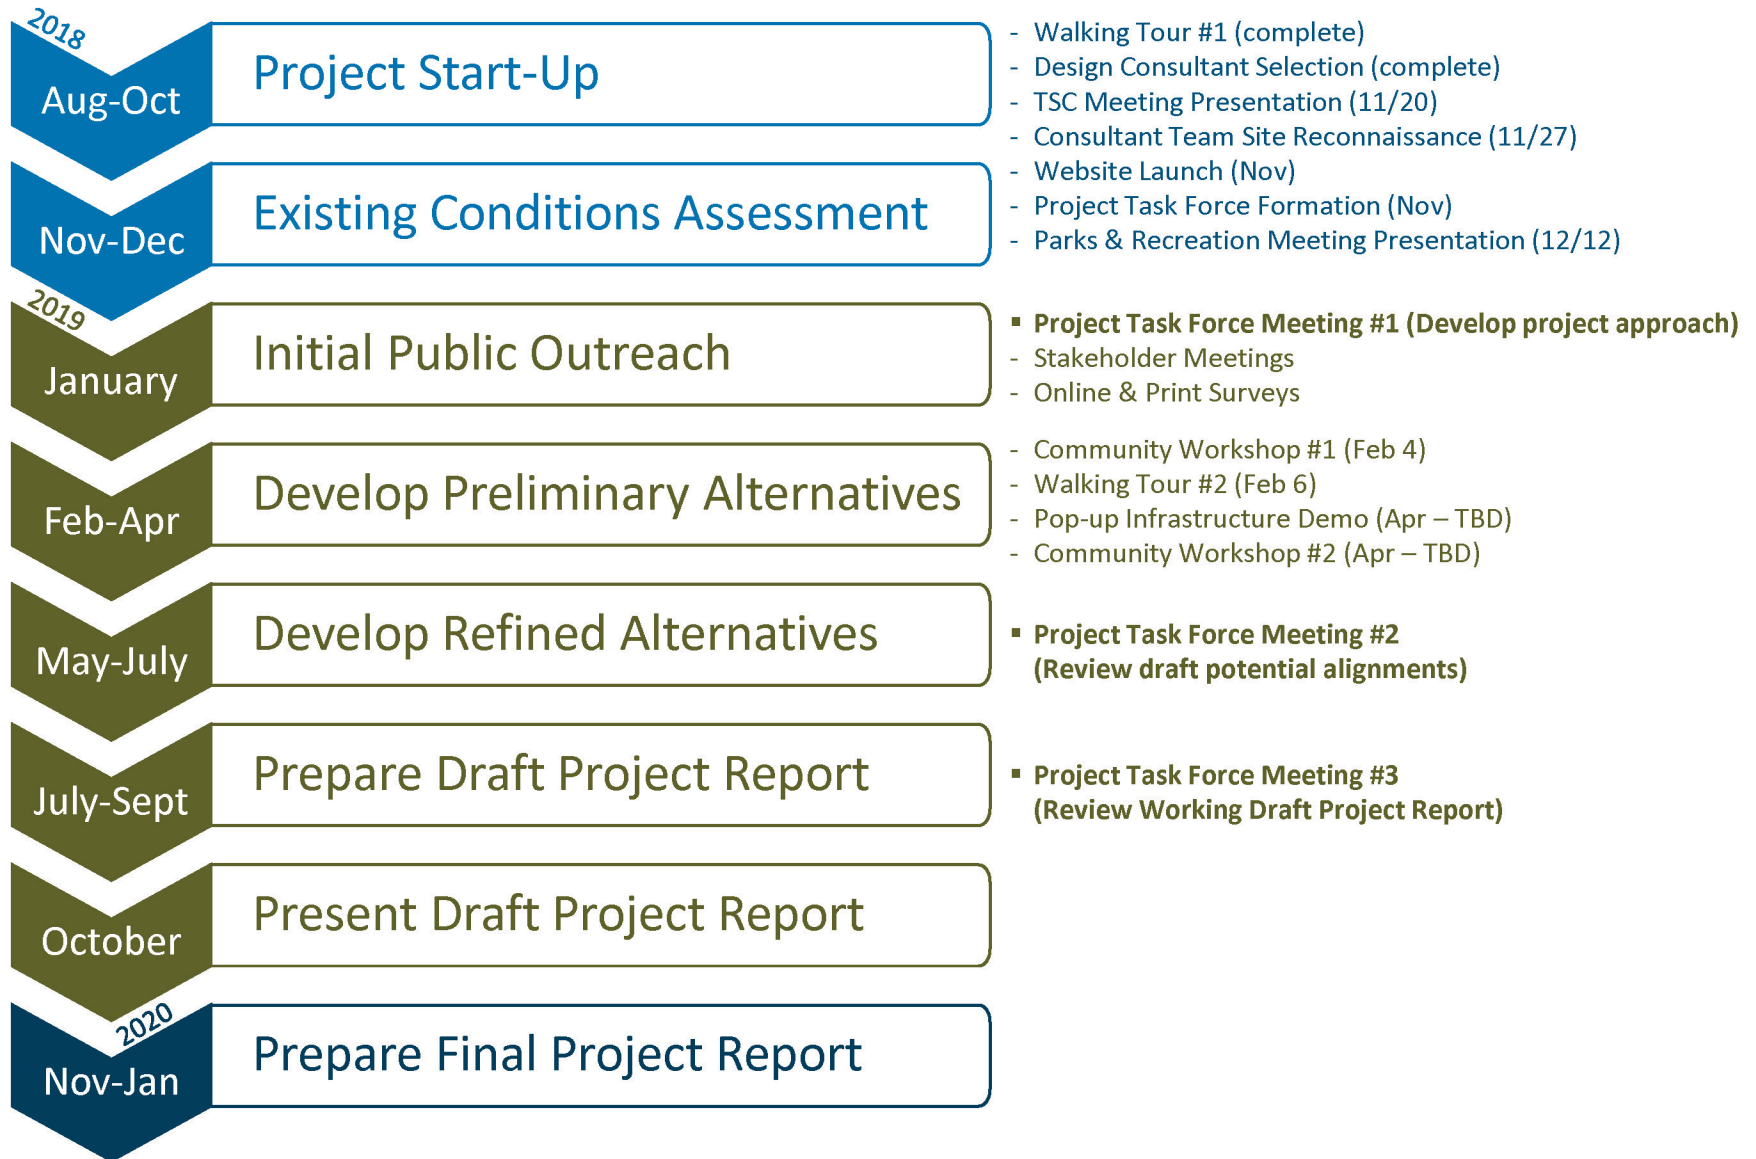 2018
Aug-Oct
Project Start-Up
- Walking Tour #1 (complete)
- Design Consultant Selection (complete)
- TSC Meeting Presentation (11/20)
- Consultant Team Site Reconnaissance (11/27)
- Website Launch (Nov)
- Project Task Force Formation (Nov)
- Parks & Recreation Meeting Presentation (12/12)
Nov-Dec
Existing Conditions Assessment
2019
January
Initial Public Outreach
▪ Project Task Force Meeting #1 (Develop project approach)
- Stakeholder Meetings
- Online & Print Surveys
Feb-Apr
Develop Preliminary Alternatives
- Community Workshop #1 (Feb 4)
- Walking Tour #2 (Feb 6)
- Pop-up Infrastructure Demo (Apr – TBD)
- Community Workshop #2 (Apr – TBD)
May-July
Develop Refined Alternatives
▪ Project Task Force Meeting #2
(Review draft potential alignments)
July-Sept
Prepare Draft Project Report
▪ Project Task Force Meeting #3
(Review Working Draft Project Report)
October
Present Draft Project Report
2020
Nov-Jan
Prepare Final Project Report